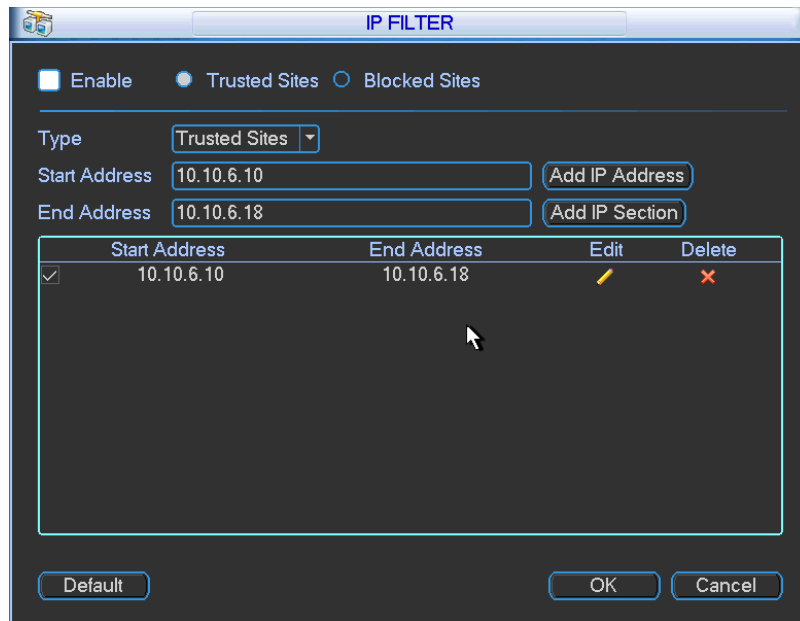 IP FILTER
Enable Trusted Sites Blocked Sites
Type Trusted Sites
Start Address 10.10.6.10 Add IP Address
End Address 10.10.6.18 Add IP Section
Start Address End Address Edit Delete
10.10.6.10 10.10.6.18
Default OK Cancel